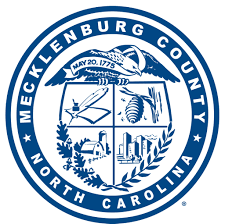 MECKLENBURG COUNTY
MAY 20, 1775
NORTH CAROLINA
®